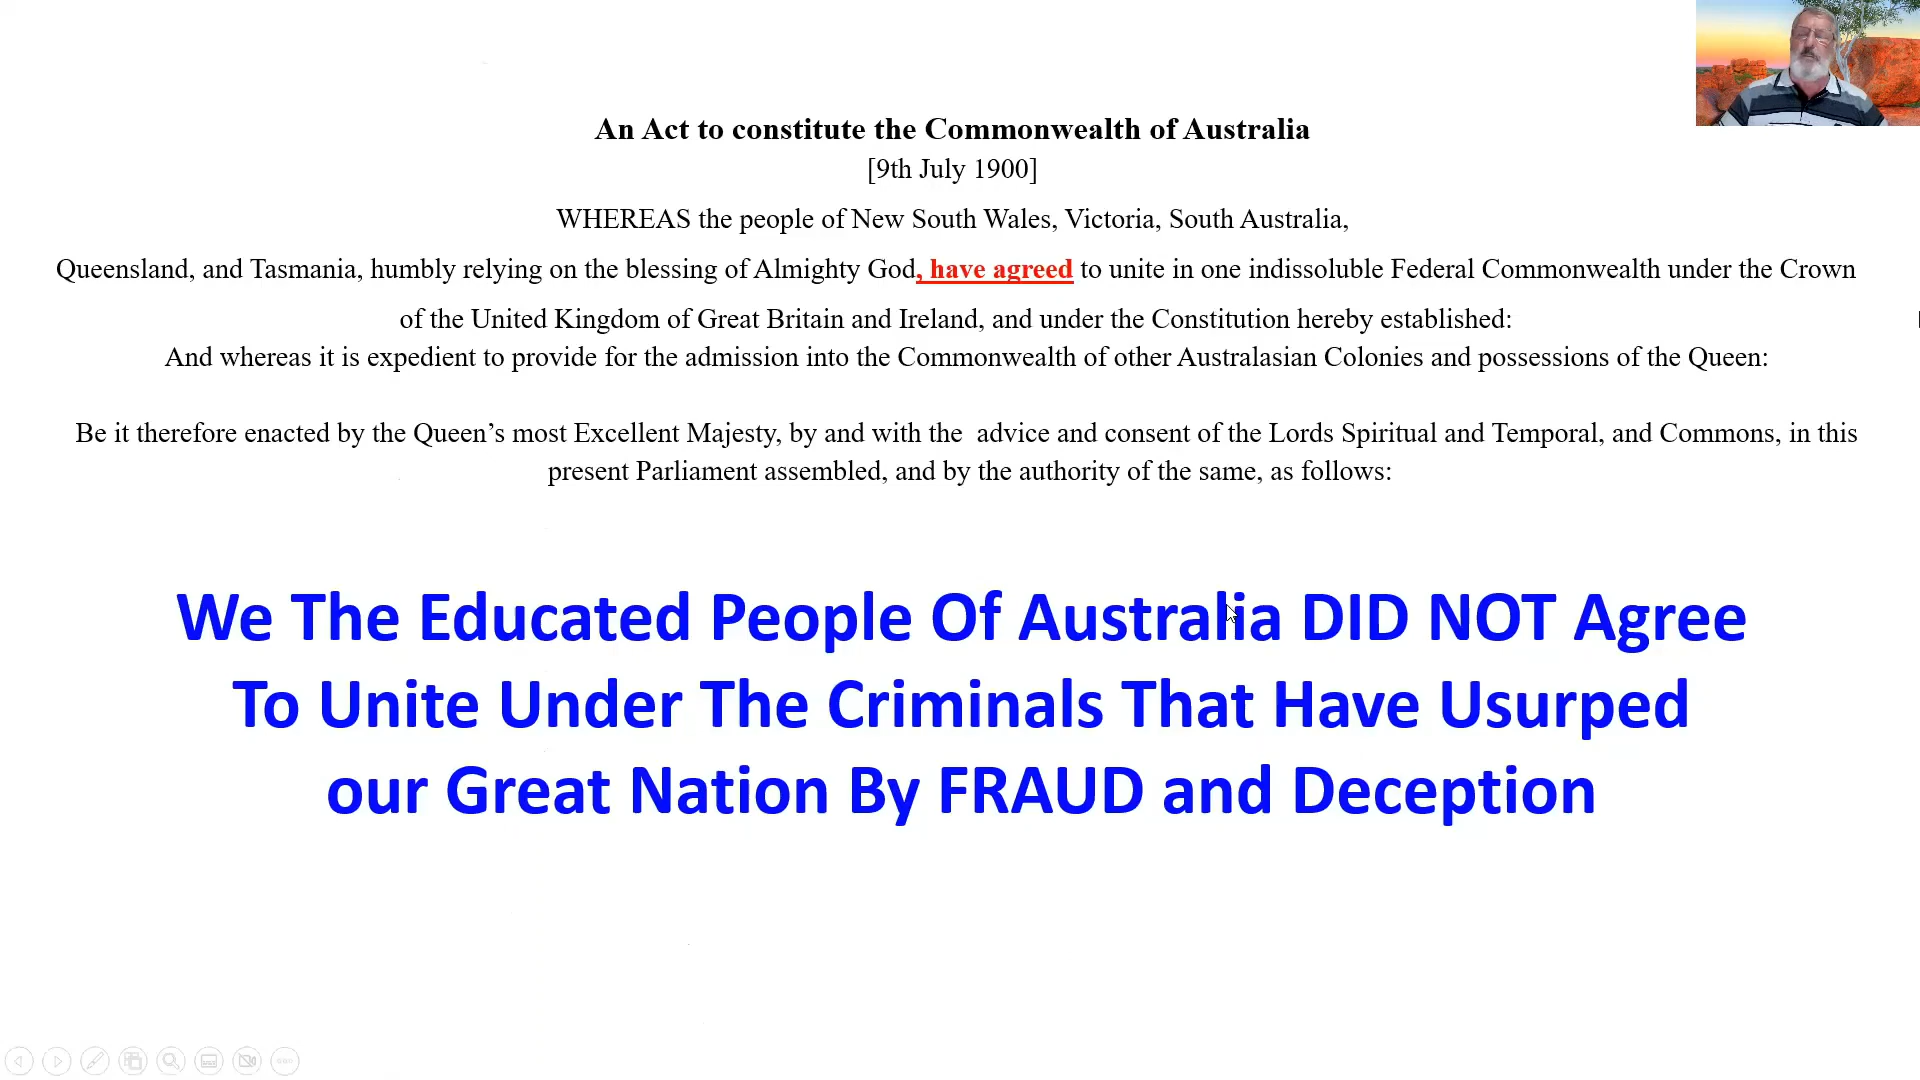 An Act to constitute the Commonwealth of Australia
[9th July 1900]
WHEREAS the people of New South Wales, Victoria, South Australia,
Queensland, and Tasmania, humbly relying on the blessing of Almighty God, have agreed to unite in one indissoluble Federal Commonwealth under the Crown
of the United Kingdom of Great Britain and Ireland, and under the Constitution hereby established:
And whereas it is expedient to provide for the admission into the Commonwealth of other Australasian Colonies and possessions of the Queen:
Be it therefore enacted by the Queen’s most Excellent Majesty, by and with the  advice and consent of the Lords Spiritual and Temporal, and Commons, in this
present Parliament assembled, and by the authority of the same, as follows:
We The Educated People Of Australia DID NOT Agree
To Unite Under The Criminals That Have Usurped
our Great Nation By FRAUD and Deception